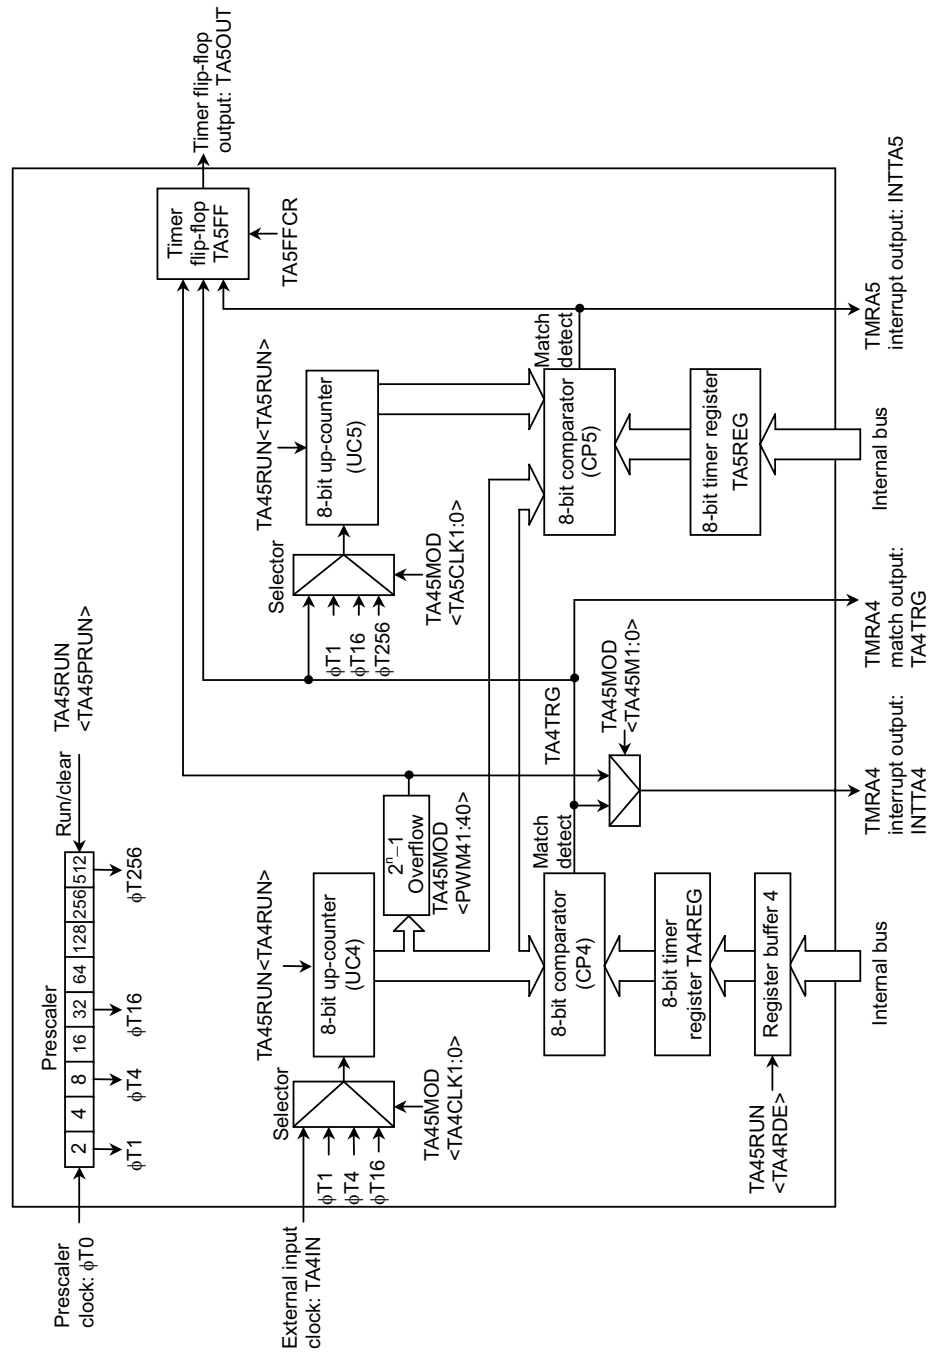 Prescaler
clock: ϕT0
Prescaler
2
4
8
16
32
64
128
256
512
Run/clear
TA45RUN
<TA45PRUN>
ϕT1
ϕT4
ϕT16
ϕT256
External input
clock: TA4IN
ϕT1
ϕT4
ϕT16
Selector
TA45MOD
<TA4CLK1:0>
TA45RUN<TA4RUN>
8-bit up-counter
(UC4)
2ⁿ−1
Overflow
TA45MOD
<PWM41:40>
8-bit comparator
(CP4)
Match
detect
8-bit timer
register TA4REG
Register buffer 4
TA45RUN
<TA4RDE>
Internal bus
TA4TRG
TA45MOD
<TA45M1:0>
TMRA4
interrupt output:
INTTA4
TMRA4
match output:
TA4TRG
Selector
ϕT1
ϕT16
ϕT256
TA45MOD
<TA5CLK1:0>
TA45RUN<TA5RUN>
8-bit up-counter
(UC5)
8-bit comparator
(CP5)
Match
detect
8-bit timer register
TA5REG
Internal bus
TMRA5
interrupt output: INTTA5
Timer
flip-flop
TA5FF
TA5FFCR
Timer flip-flop
output: TA5OUT